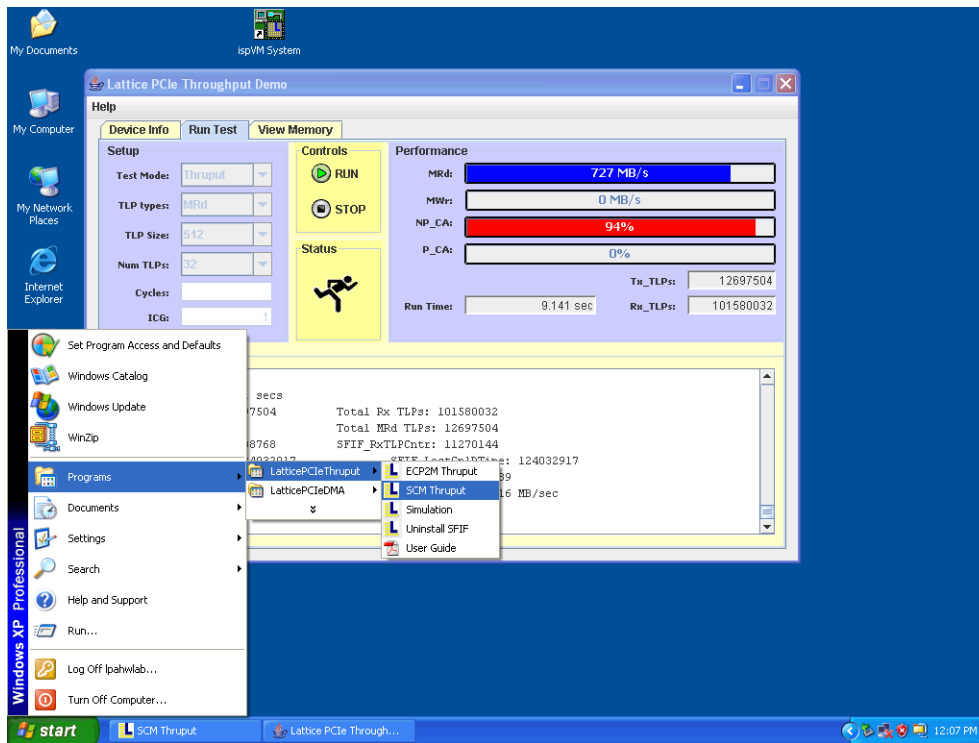 My Documents
ispVM System
My Computer
My Network Places
Internet Explorer
Lattice PCIe Throughput Demo
Help
Device Info
Run Test
View Memory
Setup
Test Mode: Thruput
TLP types: MRd
TLP Size: 512
Num TLPs: 32
Cycles:
ICG: 1
Controls
RUN
STOP
Status
Performance
MRd: 727 MB/s
MWr: 0 MB/s
NP_CA: 94%
P_CA: 0%
Tx_TLPs: 12697504
Run Time: 9.141 sec
Rx_TLPs: 101580032
secs
7504 Total Rx TLPs: 101580032
Total MRd TLPs: 12697504
8768 SFIF_RxTLPCntr: 11270144
: 124032917
89
16 MB/sec
Set Program Access and Defaults
Windows Catalog
Windows Update
WinZip
Programs
Documents
Settings
Search
Help and Support
Run...
Log Off lpahwlab...
Turn Off Computer...
Windows XP Professional
LatticePCIeThruput
LatticePCIeDMA
ECP2M Thruput
SCM Thruput
Simulation
Uninstall SFIF
User Guide
start
SCM Thruput
Lattice PCIe Through...
12:07 PM